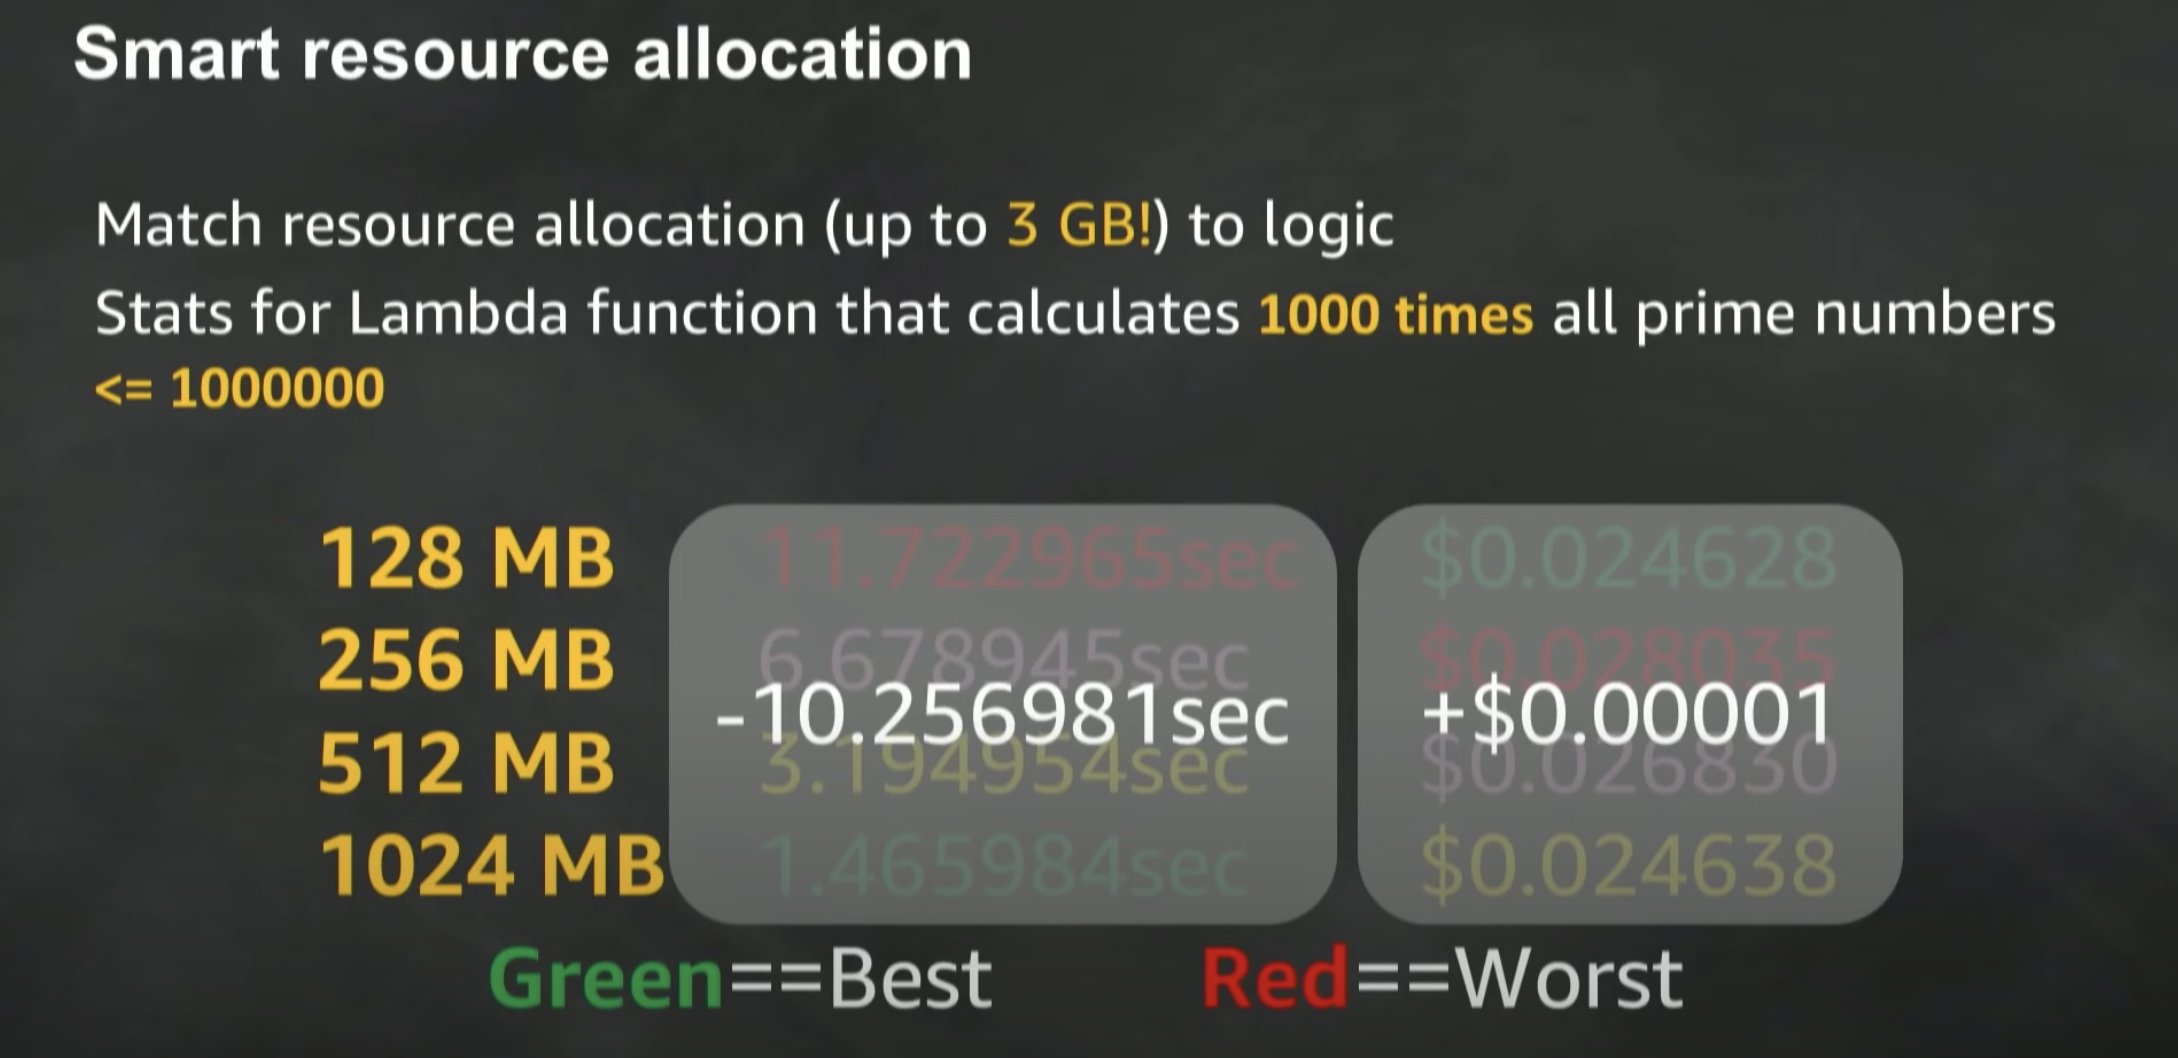 Smart resource allocation
Match resource allocation (up to 3 GB!) to logic
Stats for Lambda function that calculates 1000 times all prime numbers
<= 1000000
128 MB 11.722965sec $0.024628
256 MB 6.678945sec $0.028035
-10.256981sec +$0.00001
512 MB 3.194954sec $0.026830
1024 MB 1.465984sec $0.024638
Green==Best Red==Worst